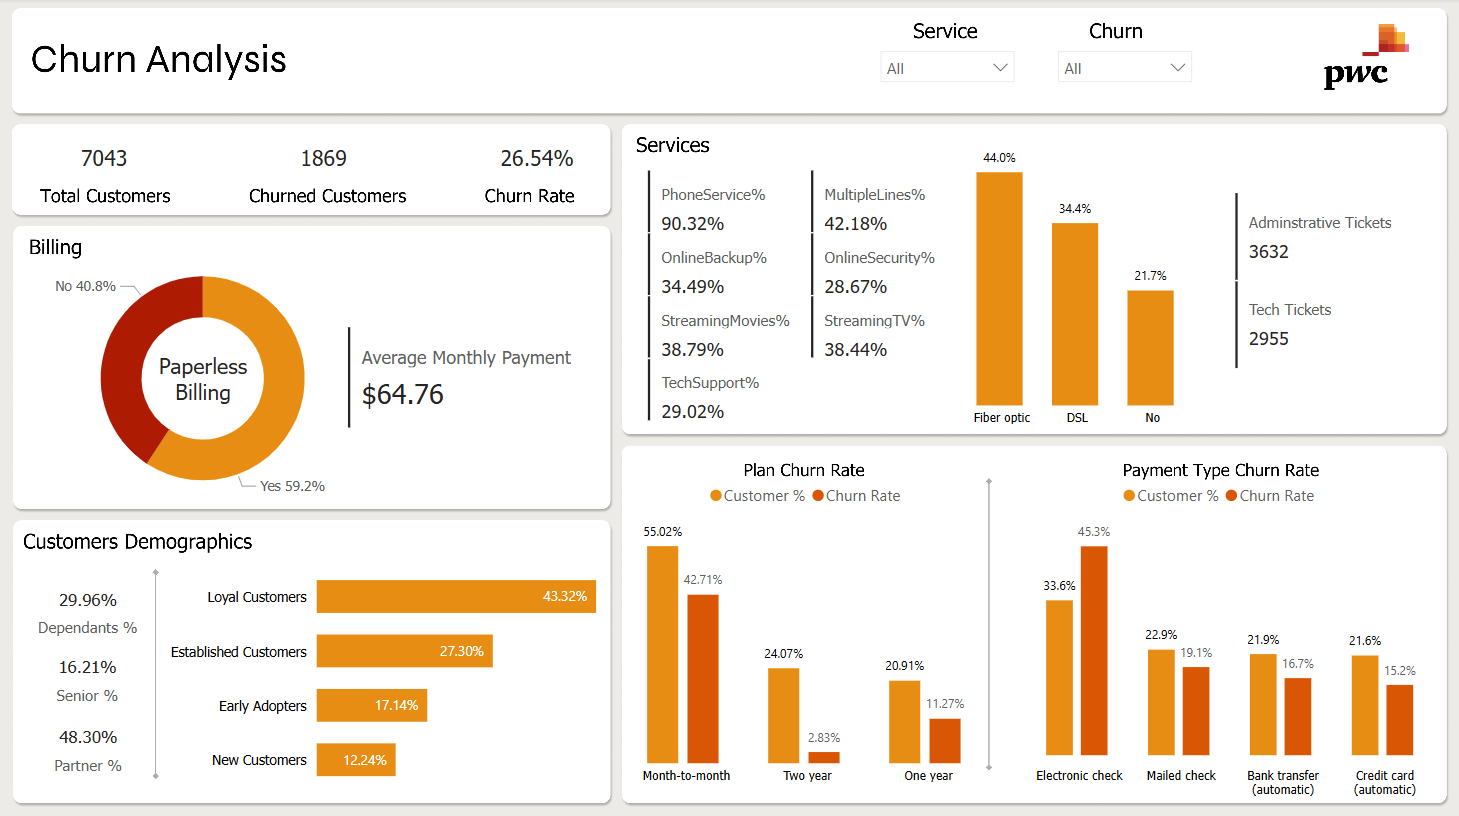 Churn Analysis
Service
All
Churn
All
pwc
7043
Total Customers
1869
Churned Customers
26.54%
Churn Rate
Billing
No 40.8%
Paperless
Billing
Yes 59.2%
Average Monthly Payment
$64.76
Customers Demographics
29.96%
Dependants %
16.21%
Senior %
48.30%
Partner %
Loyal Customers
43.32%
Established Customers
27.30%
Early Adopters
17.14%
New Customers
12.24%
Services
PhoneService%
90.32%
MultipleLines%
42.18%
OnlineBackup%
34.49%
OnlineSecurity%
28.67%
StreamingMovies%
38.79%
StreamingTV%
38.44%
TechSupport%
29.02%
44.0%
34.4%
21.7%
Fiber optic
DSL
No
Adminstrative Tickets
3632
Tech Tickets
2955
Plan Churn Rate
Customer %
Churn Rate
55.02%
42.71%
24.07%
2.83%
20.91%
11.27%
Month-to-month
Two year
One year
Payment Type Churn Rate
Customer %
Churn Rate
33.6%
45.3%
22.9%
19.1%
21.9%
16.7%
21.6%
15.2%
Electronic check
Mailed check
Bank transfer
(automatic)
Credit card
(automatic)